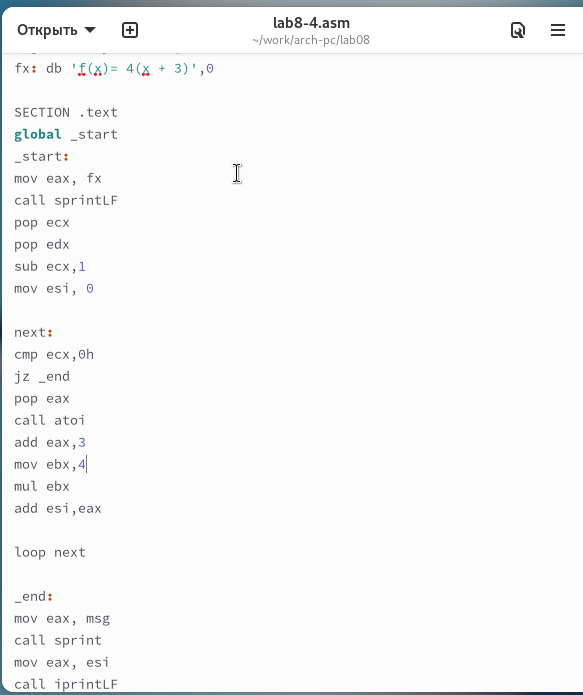 Открыть
lab8-4.asm
~/work/arch-pc/lab08
fx: db 'f(x)= 4(x + 3)',0
SECTION .text
global _start
_start:
mov eax, fx
call sprintLF
pop ecx
pop edx
sub ecx,1
mov esi, 0
next:
cmp ecx,0h
jz _end
pop eax
call atoi
add eax,3
mov ebx,4
mul ebx
add esi,eax
loop next
_end:
mov eax, msg
call sprint
mov eax, esi
call iprintLF